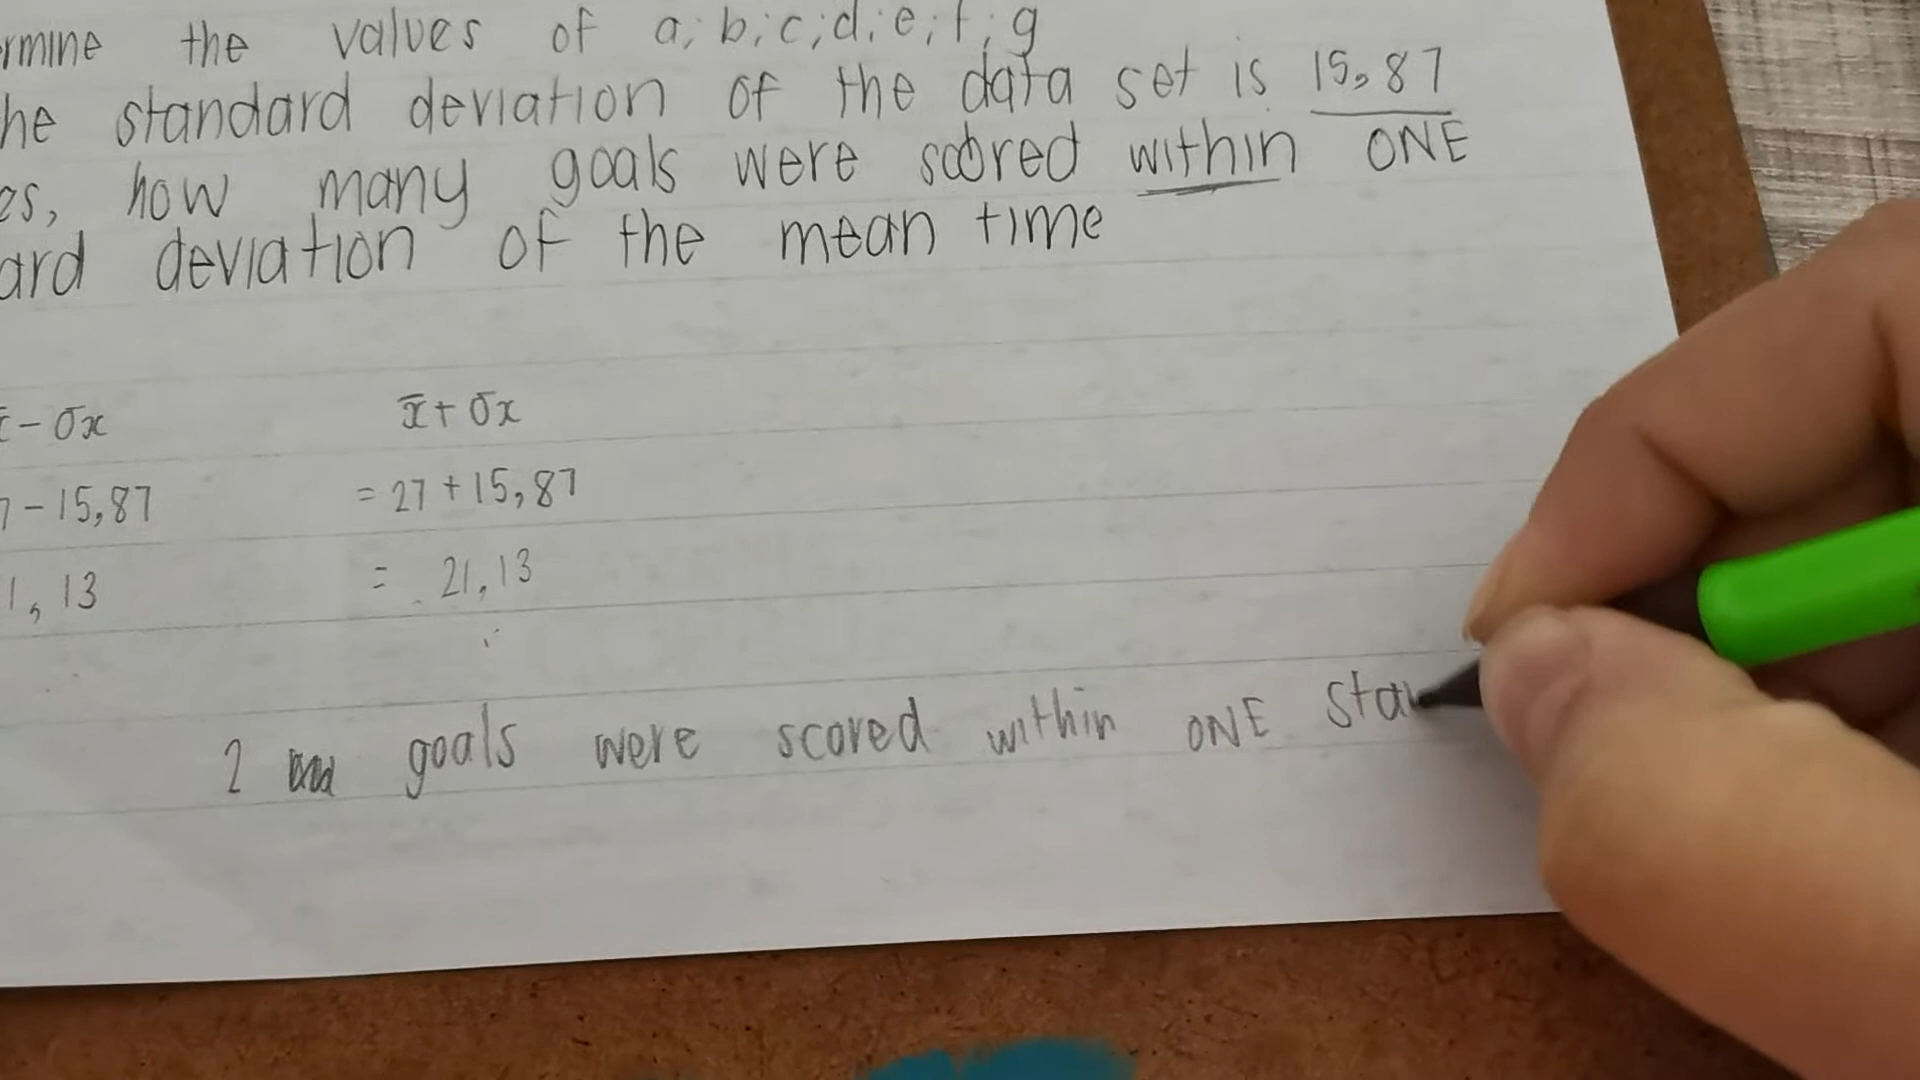 rmine the values of a; b; c; d; e; f; g
he standard deviation of the data set is 15,87
es, how many goals were scored within ONE
ard deviation of the mean time
x̄ - σx x̄ + σx
7 - 15,87 = 27 + 15,87
1,13 = 21,13
2 goals were scored within ONE stan